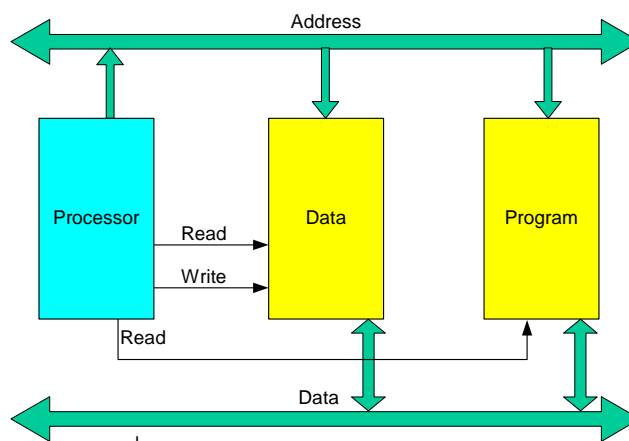 Address
Processor
Data
Program
Read
Write
Read
Data